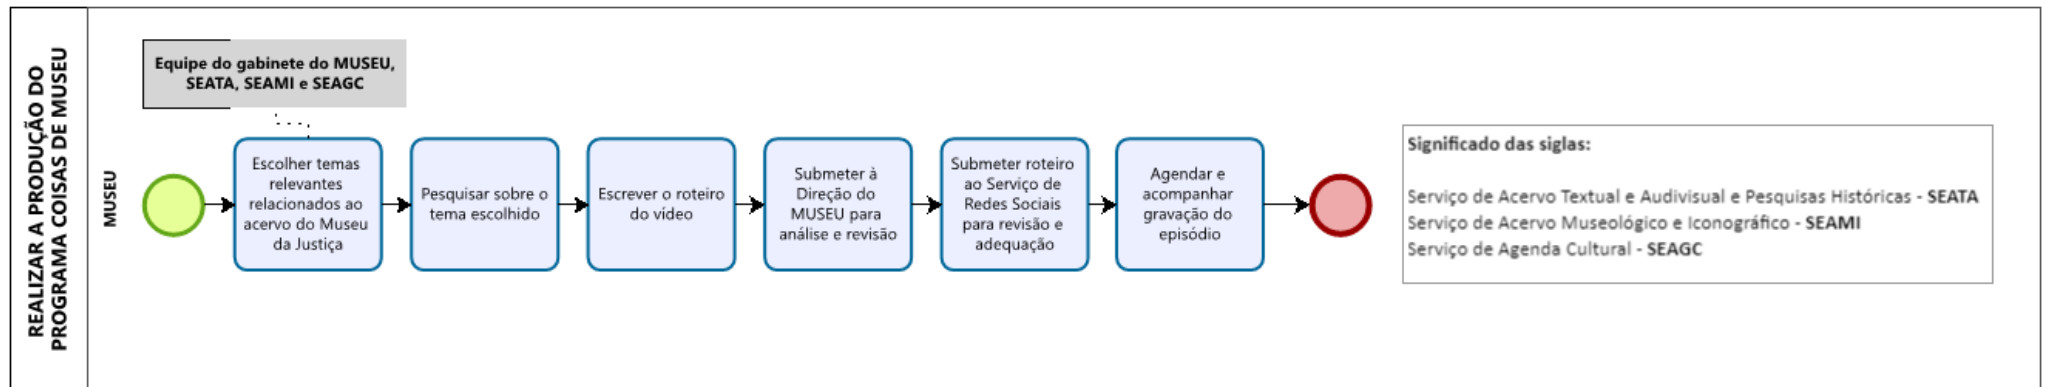 REALIZAR A PRODUÇÃO DO
PROGRAMA COISAS DE MUSEU
MUSEU
Equipe do gabinete do MUSEU,
SEATA, SEAMI e SEAGC
Escolher temas
relevantes
relacionados ao
acervo do Museu
da Justiça
Pesquisar sobre o
tema escolhido
Escrever o roteiro
do vídeo
Submeter à
Direção do
MUSEU para
análise e revisão
Submeter roteiro
ao Serviço de
Redes Sociais
para revisão e
adequação
Agendar e
acompanhar
gravação do
episódio
Significado das siglas:
Serviço de Acervo Textual e Audivisual e Pesquisas Históricas - SEATA
Serviço de Acervo Museológico e Iconográfico - SEAMI
Serviço de Agenda Cultural - SEAGC